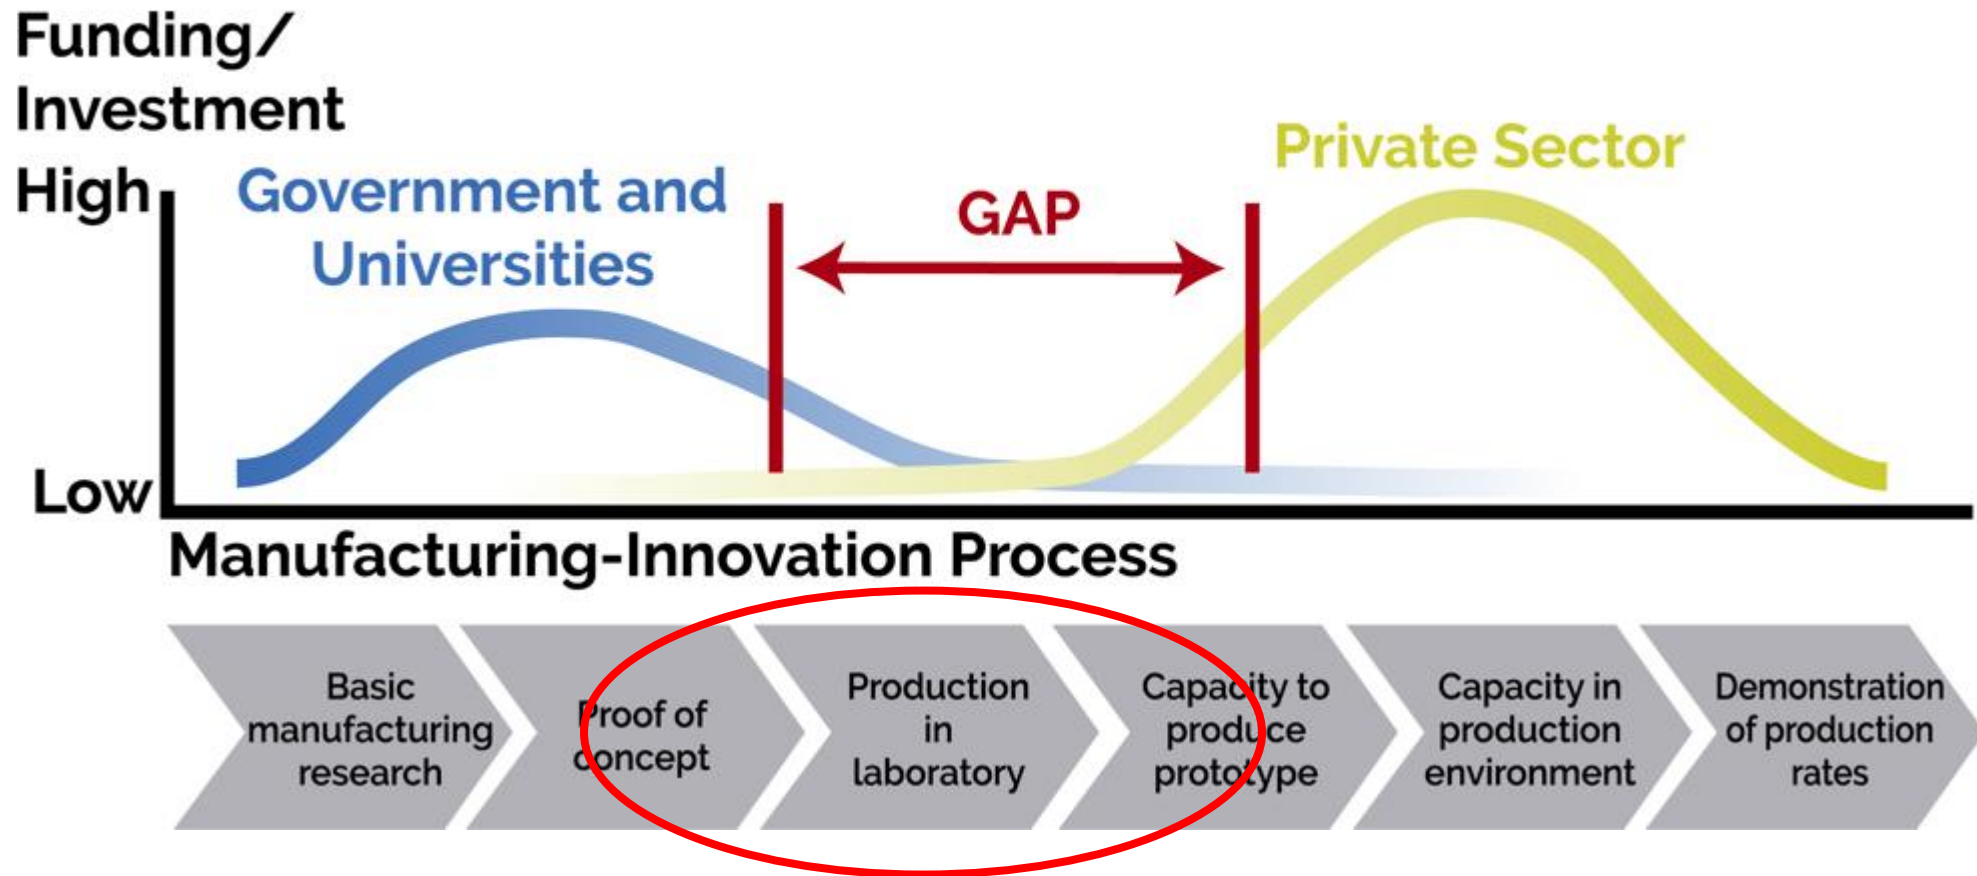 Funding/
Investment
High
Government and
Universities
GAP
Private Sector
Low
Manufacturing-Innovation Process
Basic
manufacturing
research
Proof of
concept
Production
in
laboratory
Capacity to
produce
prototype
Capacity in
production
environment
Demonstration
of production
rates